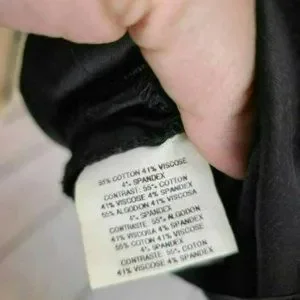 55% COTTON 41% VISCOSE
4% SPANDEX
CONTRAST: 55% COTTON
41% VISCOSE 4% SPANDEX
55% ALGODON 41% VISCOSA
4% SPANDEX
CONTRASTE: 55% ALGODON
41% VISCOSA 4% SPANDEX
55% COTON 41% VISCOSE
4% SPANDEX
CONTRASTE: 55% COTON
41% VISCOSE 4% SPANDEX